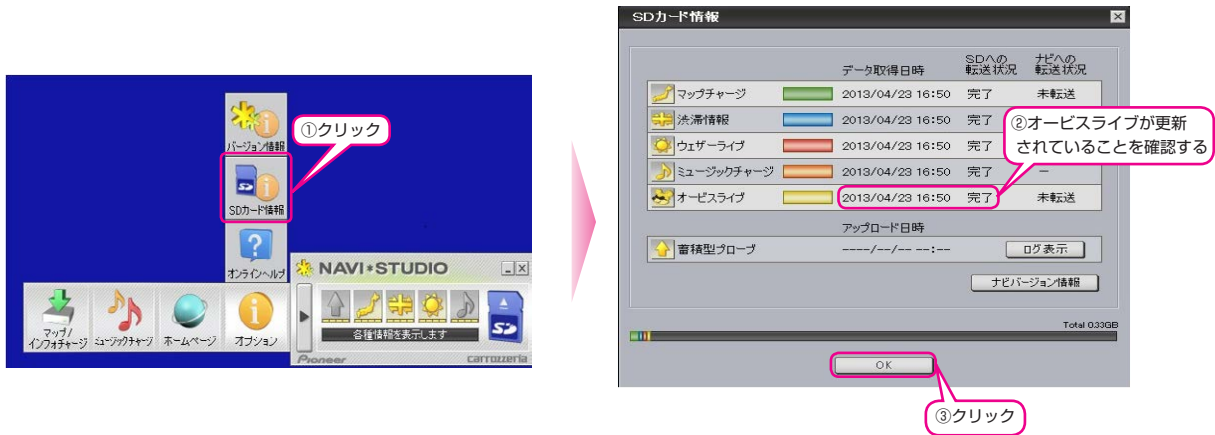 バージョン情報
①クリック
SDカード情報
オンラインヘルプ
マップ/
インフォチャージ
ミュージックチャージ
ホームページ
オプション
NAVI*STUDIO
各種情報を表示します
SD
Pioneer
carrozzeria
SDカード情報
データ取得日時
SDへの
転送状況
ナビへの
転送状況
マップチャージ 2013/04/23 16:50 完了 未転送
渋滞情報 2013/04/23 16:50 完了
ウェザーライブ 2013/04/23 16:50 完了
ミュージックチャージ 2013/04/23 16:50 完了 −
オービスライブ 2013/04/23 16:50 完了 未転送
②オービスライブが更新
されていることを確認する
アップロード日時
蓄積型プローブ ----/--/-- --:-- ログ表示
ナビバージョン情報
Total 0.33GB
OK
③クリック